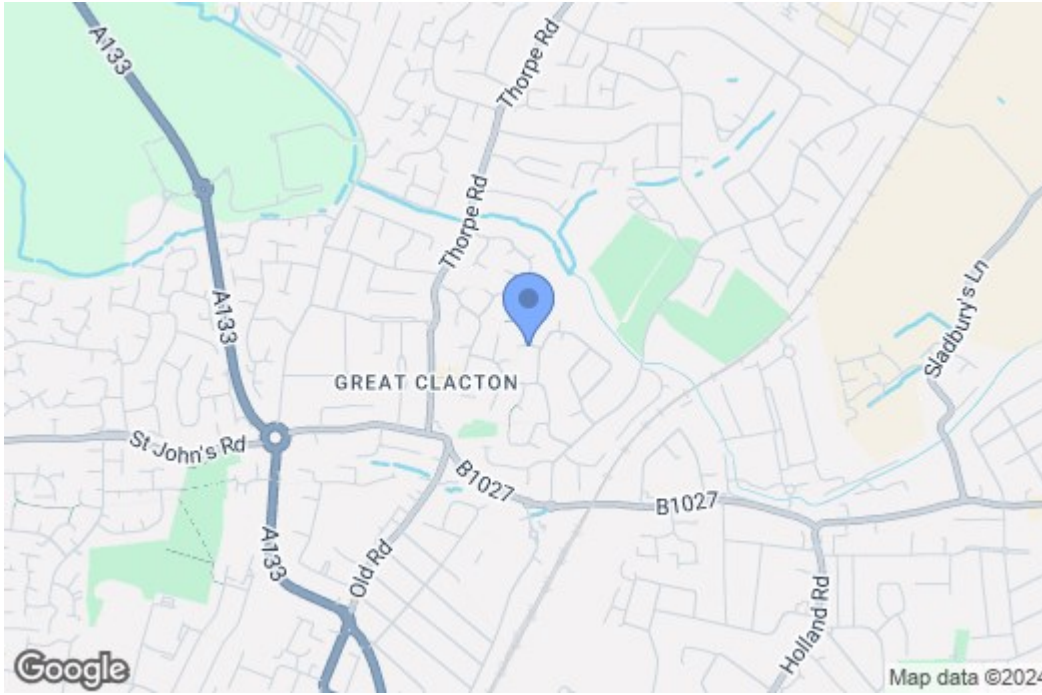 A133
Thorpe Rd
Thorpe Rd
A133
Sladbury's Ln
GREAT CLACTON
St John's Rd
B1027
B1027
A133
Old Rd
Holland Rd
Google
Map data ©2024